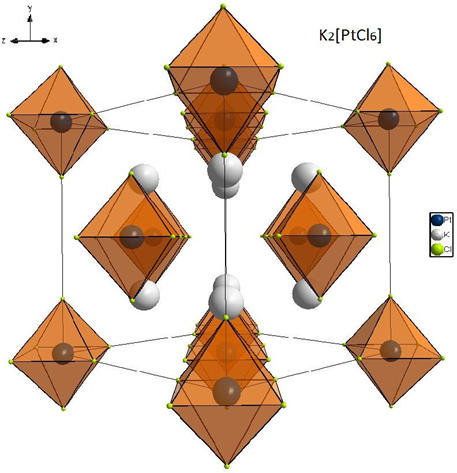 y
z x
K2[PtCl6]
Pt
K
Cl